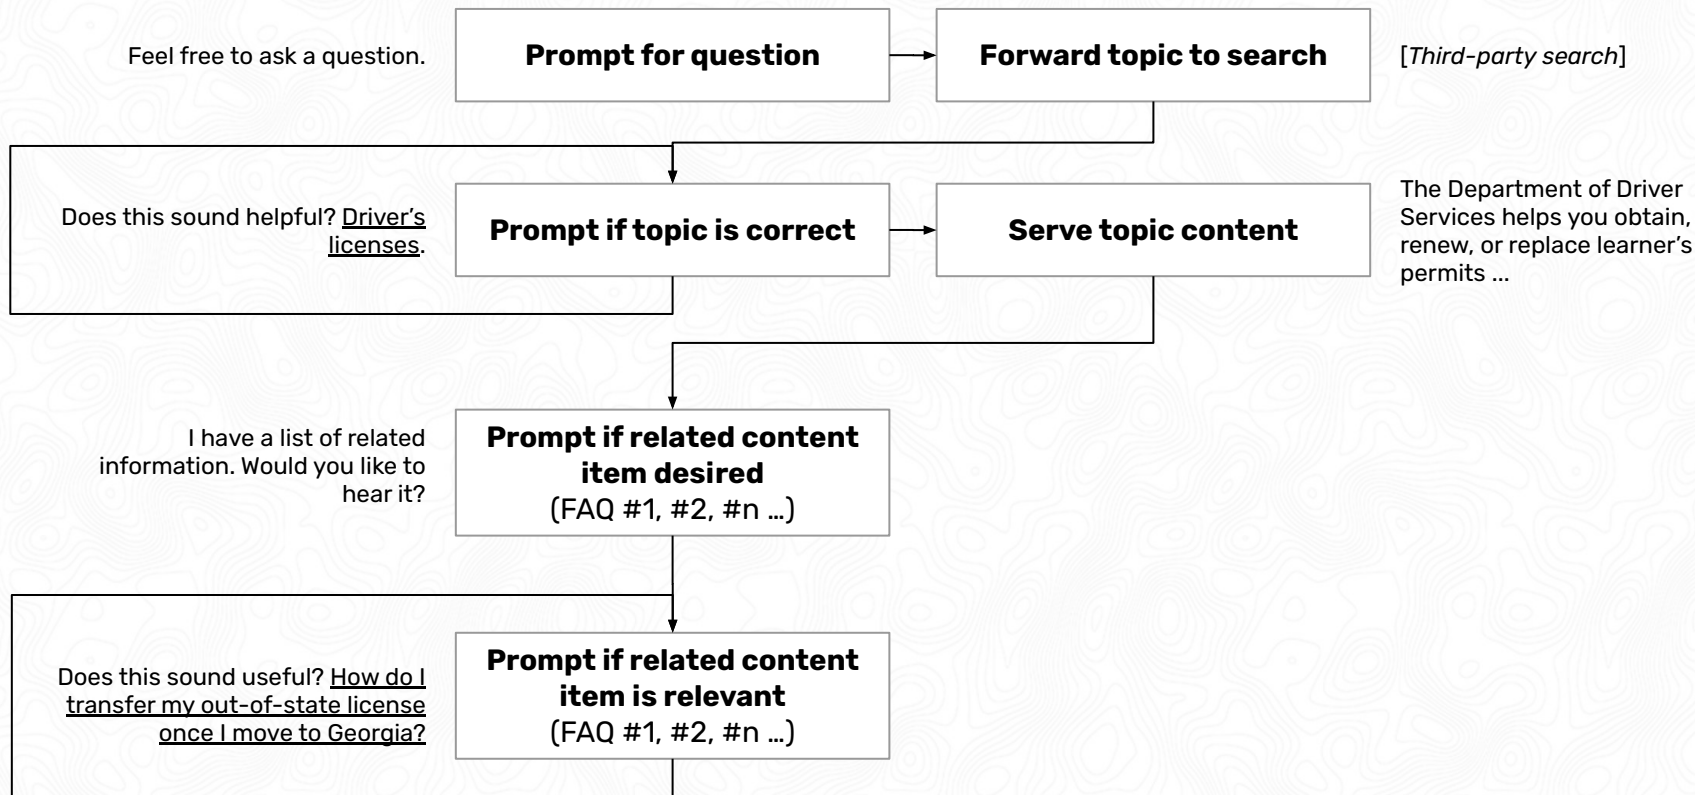 Feel free to ask a question.
Prompt for question
Forward topic to search
[Third-party search]
Does this sound helpful? Driver’s
licenses.
Prompt if topic is correct
Serve topic content
The Department of Driver
Services helps you obtain,
renew, or replace learner’s
permits ...
I have a list of related
information. Would you like to
hear it?
Prompt if related content
item desired
(FAQ #1, #2, #n ...)
Does this sound useful? How do I
transfer my out-of-state license
once I move to Georgia?
Prompt if related content
item is relevant
(FAQ #1, #2, #n ...)